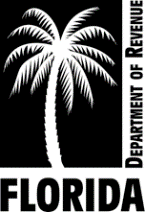 DEPARTMENT OF REVENUE
FLORIDA